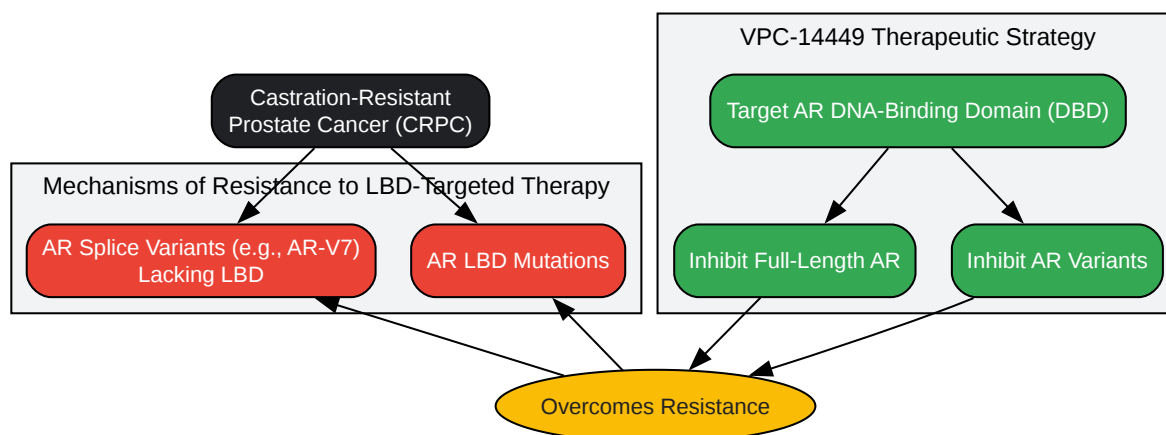 VPC-14449 Therapeutic Strategy
Castration-Resistant
Prostate Cancer (CRPC)
Target AR DNA-Binding Domain (DBD)
Mechanisms of Resistance to LBD-Targeted Therapy
AR Splice Variants (e.g., AR-V7)
Lacking LBD
AR LBD Mutations
Inhibit Full-Length AR
Inhibit AR Variants
Overcomes Resistance